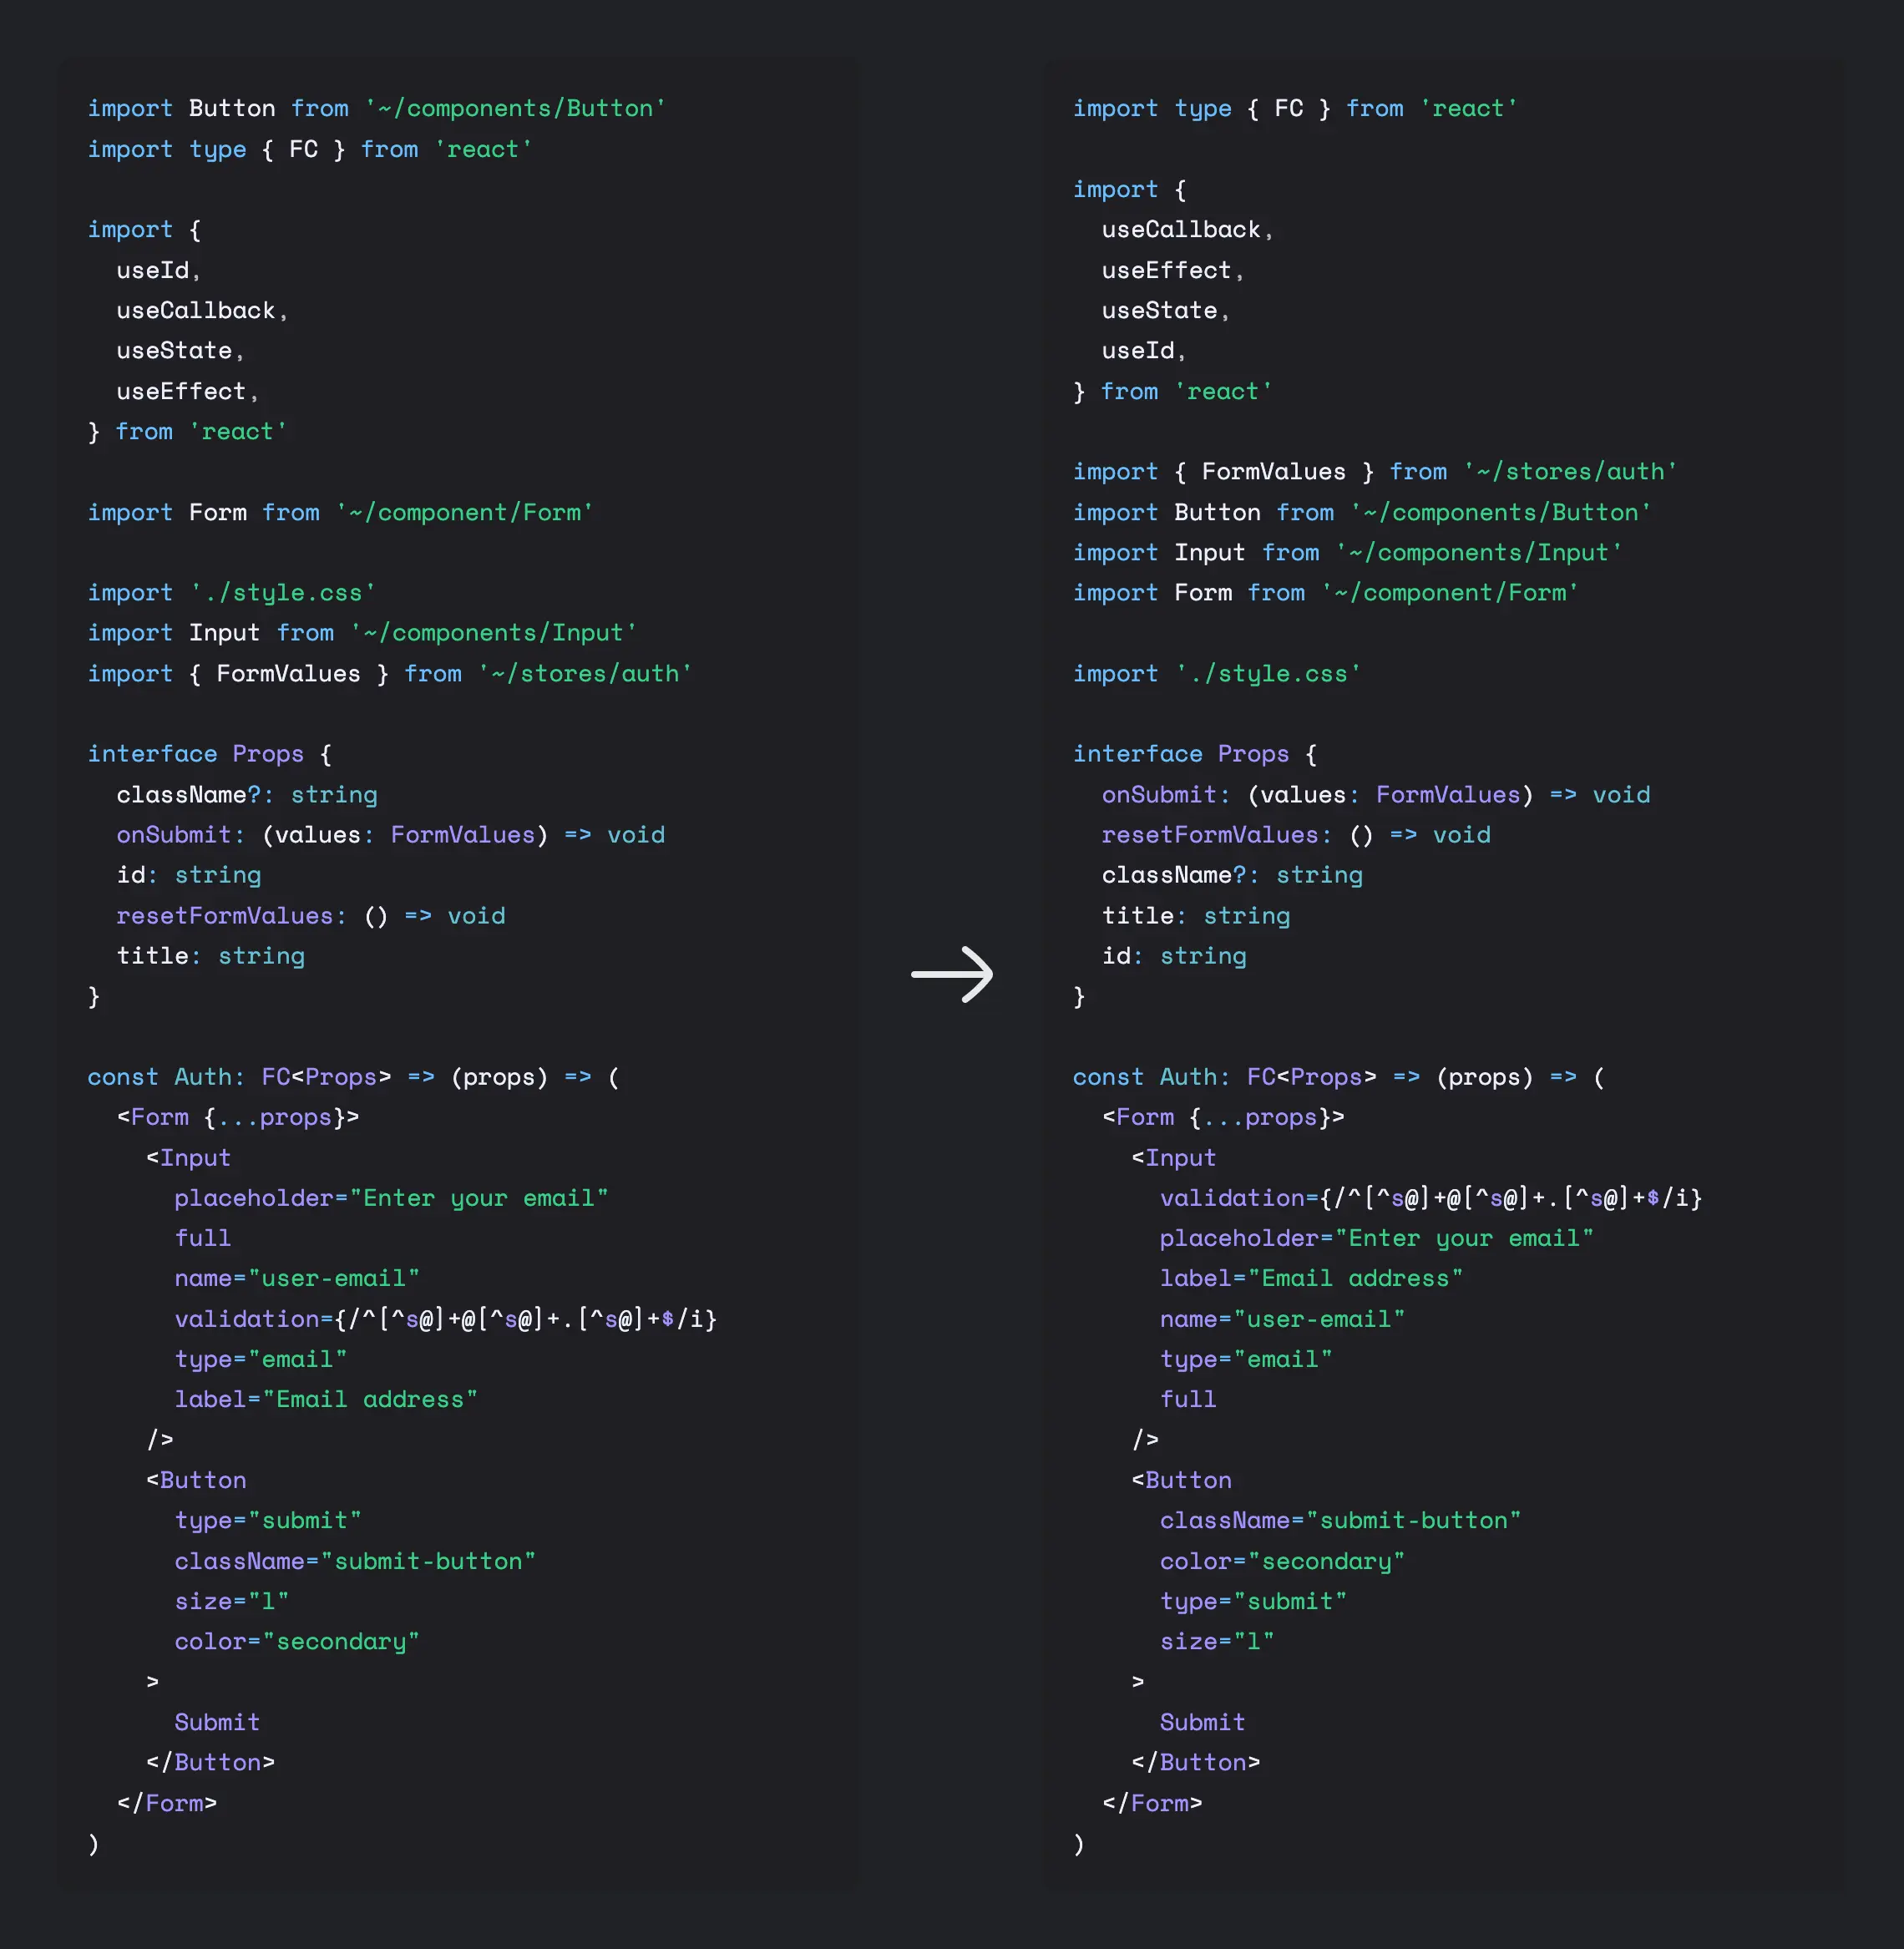 import Button from '~/components/Button'
import type { FC } from 'react'

import {
  useId,
  useCallback,
  useState,
  useEffect,
} from 'react'

import Form from '~/component/Form'

import './style.css'
import Input from '~/components/Input'
import { FormValues } from '~/stores/auth'

interface Props {
  className?: string
  onSubmit: (values: FormValues) => void
  id: string
  resetFormValues: () => void
  title: string
}

const Auth: FC<Props> => (props) => (
  <Form {...props}>
    <Input
      placeholder="Enter your email"
      full
      name="user-email"
      validation={/^[^s@]+@[^s@]+.[^s@]+$/i}
      type="email"
      label="Email address"
    />
    <Button
      type="submit"
      className="submit-button"
      size="l"
      color="secondary"
    >
      Submit
    </Button>
  </Form>
)

import type { FC } from 'react'

import {
  useCallback,
  useEffect,
  useState,
  useId,
} from 'react'

import { FormValues } from '~/stores/auth'
import Button from '~/components/Button'
import Input from '~/components/Input'
import Form from '~/component/Form'

import './style.css'

interface Props {
  onSubmit: (values: FormValues) => void
  resetFormValues: () => void
  className?: string
  title: string
  id: string
}

const Auth: FC<Props> => (props) => (
  <Form {...props}>
    <Input
      validation={/^[^s@]+@[^s@]+.[^s@]+$/i}
      placeholder="Enter your email"
      label="Email address"
      name="user-email"
      type="email"
      full
    />
    <Button
      className="submit-button"
      color="secondary"
      type="submit"
      size="l"
    >
      Submit
    </Button>
  </Form>
)